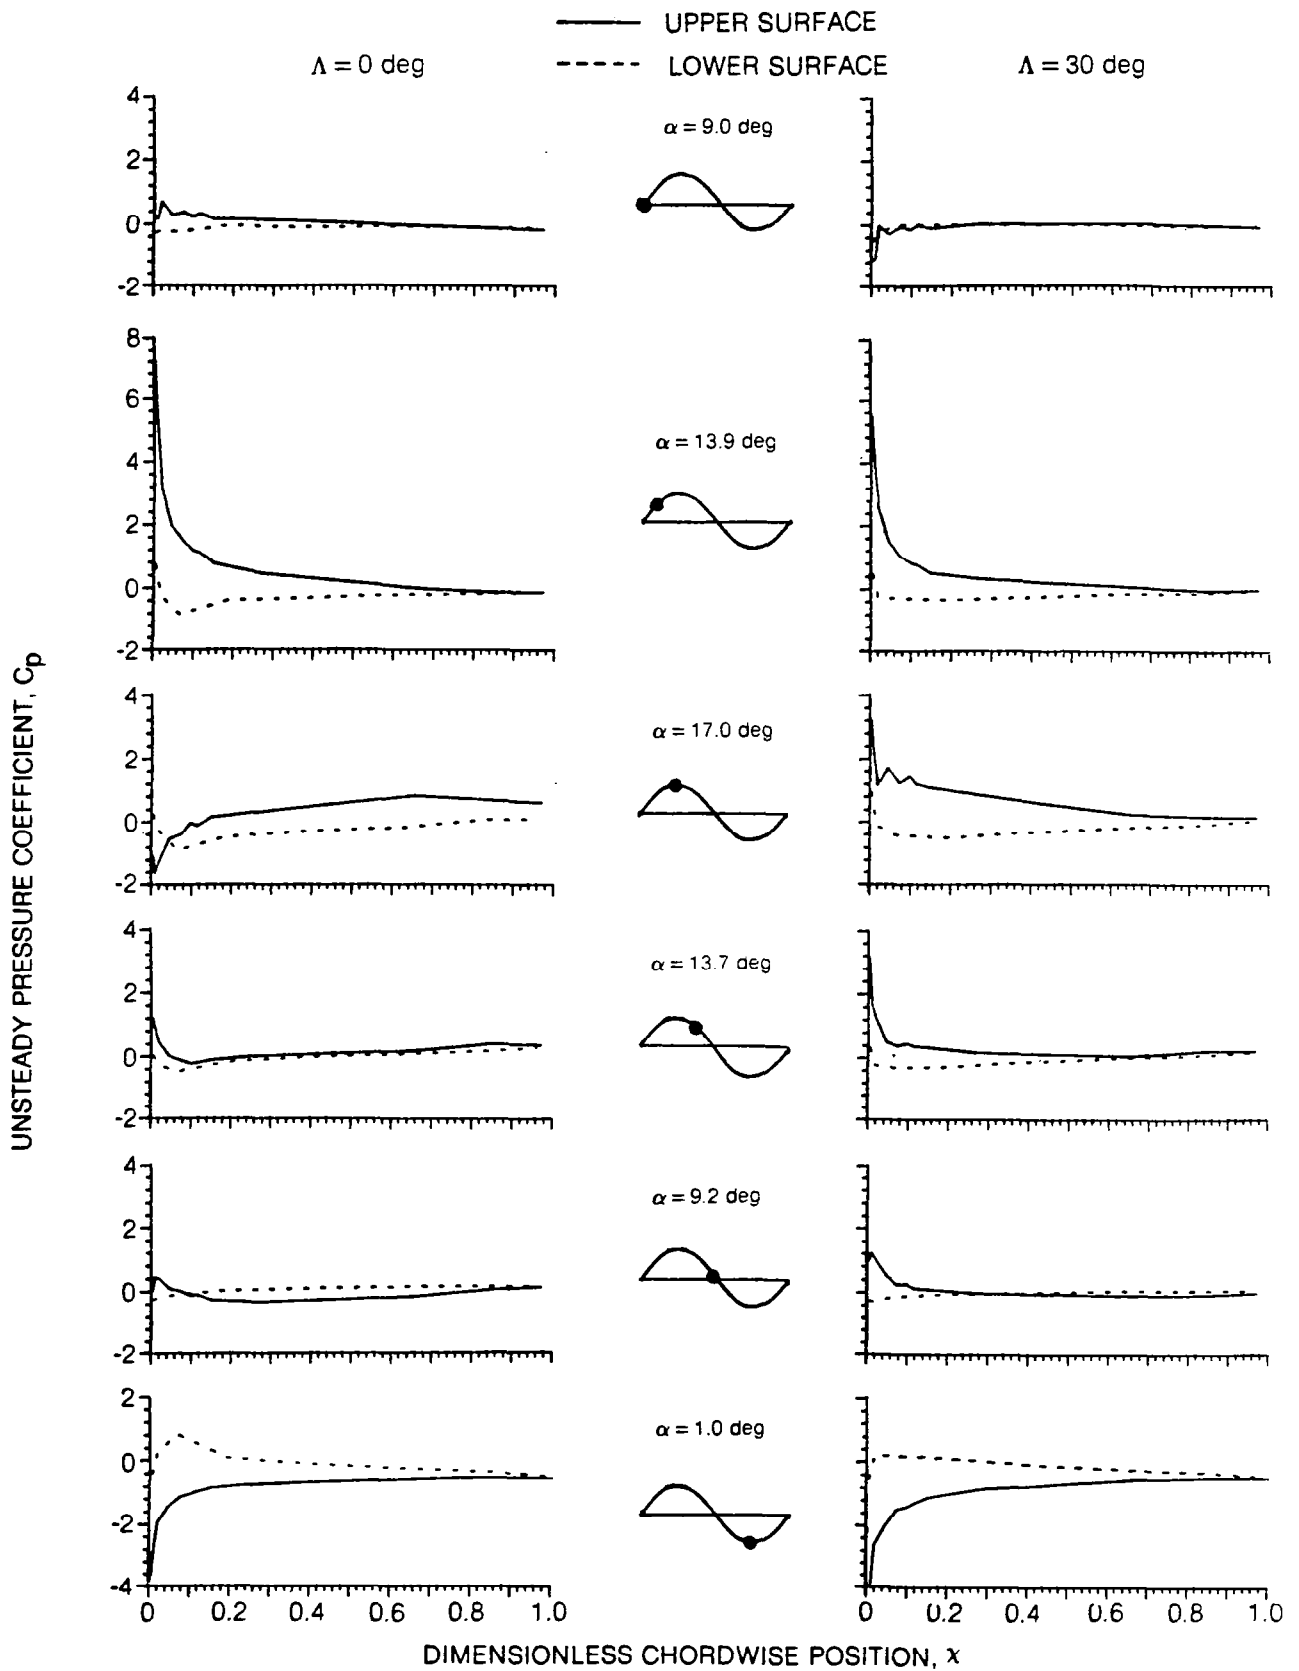 UPPER SURFACE
Λ = 0 deg
LOWER SURFACE
Λ = 30 deg
UNSTEADY PRESSURE COEFFICIENT, Cp
4
2
0
-2
α = 9.0 deg
8
6
4
2
0
-2
α = 13.9 deg
4
2
0
-2
α = 17.0 deg
4
2
0
-2
α = 13.7 deg
4
2
0
-2
α = 9.2 deg
2
0
-2
-4
α = 1.0 deg
0 0.2 0.4 0.6 0.8 1.0
0 0.2 0.4 0.6 0.8 1.0
DIMENSIONLESS CHORDWISE POSITION, χ